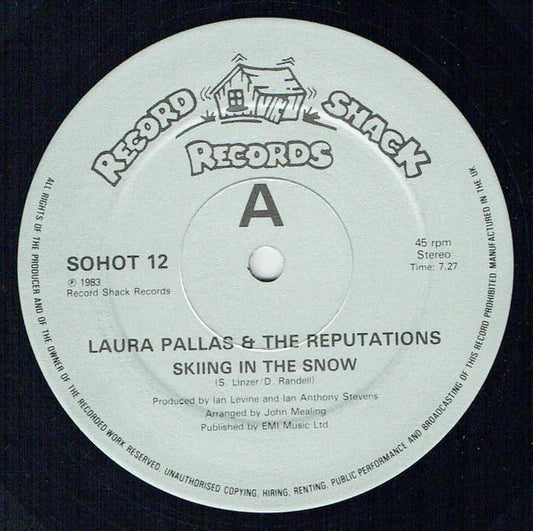 RECORD SHACK
RECORDS
A
SOHOT 12
℗ 1983
Record Shack Records
45 rpm
Stereo
Time: 7.27
LAURA PALLAS & THE REPUTATIONS
SKIING IN THE SNOW
(S. Linzer/D. Randell)
Produced by Ian Levine and Ian Anthony Stevens
Arranged by John Mealing
Published by EMI Music Ltd.
ALL RIGHTS OF THE PRODUCER AND OF THE OWNER OF THE RECORDED WORK RESERVED. UNAUTHORISED COPYING, HIRING, RENTING, PUBLIC PERFORMANCE AND BROADCASTING OF THIS RECORD PROHIBITED. MANUFACTURED IN THE UK.